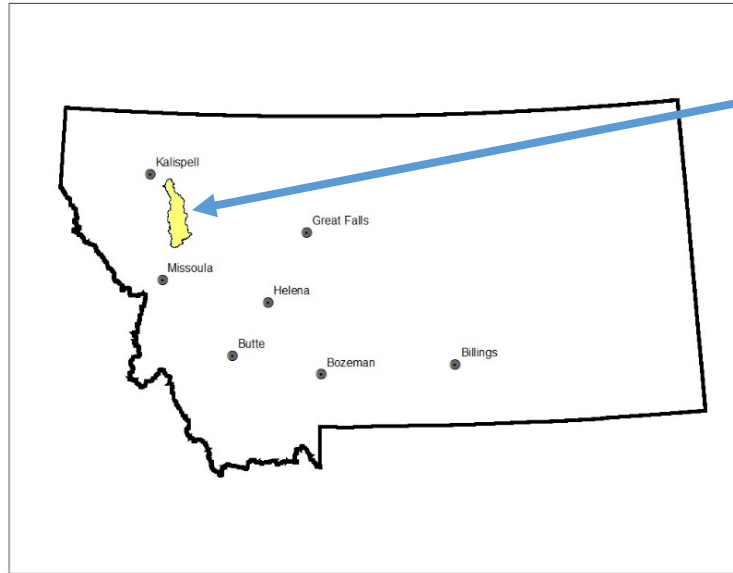 Kalispell
Great Falls
Missoula
Helena
Butte
Bozeman
Billings